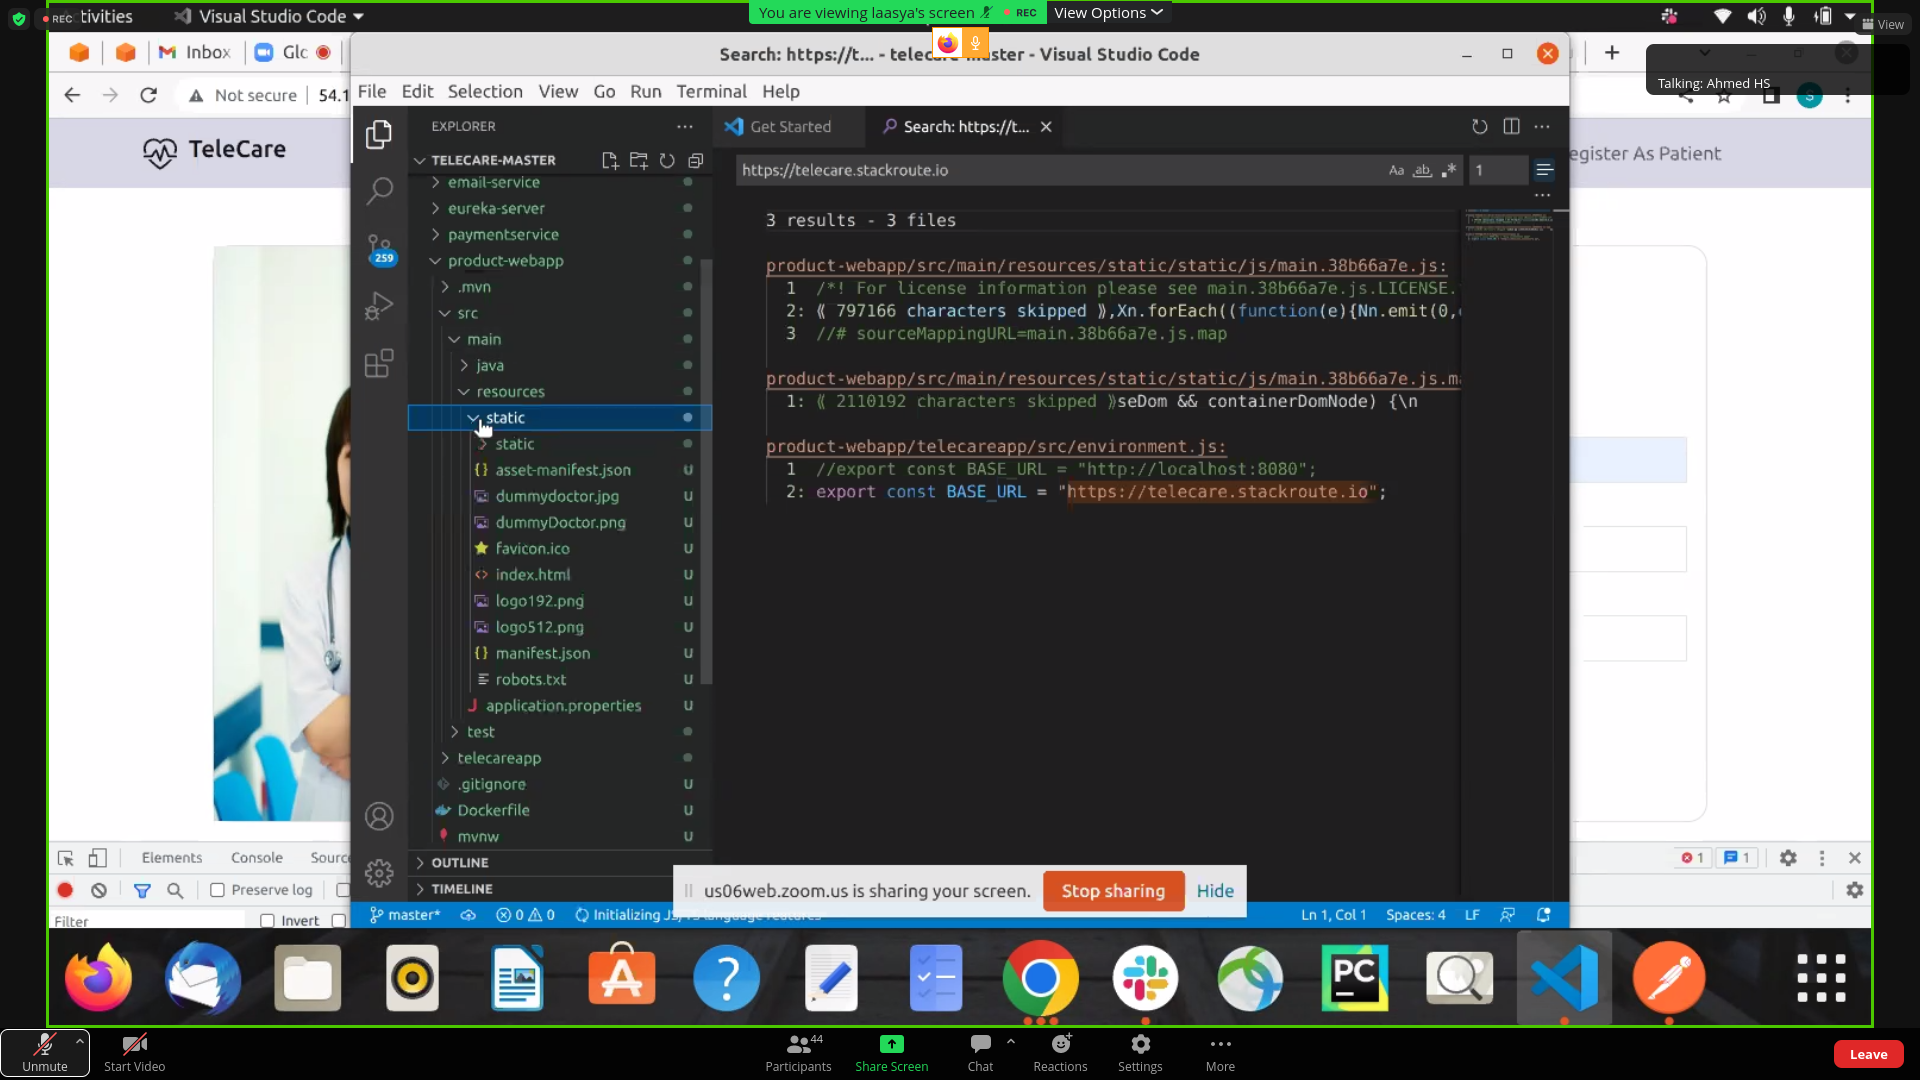 tivities
REC
Visual Studio Code
You are viewing laasya's screen
REC
View Options
View
Inbox
Glc
Search: https://t... - telecare-master - Visual Studio Code
Talking: Ahmed HS
Not secure
54.1
File Edit Selection View Go Run Terminal Help
TeleCare
egister As Patient
EXPLORER
Get Started
Search: https://t...
TELECARE-MASTER
https://telecare.stackroute.io
Aa
ab
1
email-service
eureka-server
paymentservice
product-webapp
.mvn
src
main
java
resources
static
static
asset-manifest.json U
dummydoctor.jpg U
dummyDoctor.png U
favicon.ico U
index.html U
logo192.png U
logo512.png U
manifest.json U
robots.txt U
application.properties U
test
telecareapp
.gitignore U
Dockerfile U
mvnw U
OUTLINE
TIMELINE
259
3 results - 3 files
product-webapp/src/main/resources/static/static/js/main.38b66a7e.js:
1 /*! For license information please see main.38b66a7e.js.LICENSE.
2: ⟪ 797166 characters skipped ⟫,Xn.forEach((function(e){Nn.emit(0,
3 //# sourceMappingURL=main.38b66a7e.js.map
product-webapp/src/main/resources/static/static/js/main.38b66a7e.js.m
1: ⟪ 2110192 characters skipped ⟫seDom && containerDomNode) {\n
product-webapp/telecareapp/src/environment.js:
1 //export const BASE_URL = "http://localhost:8080";
2: export const BASE_URL = "https://telecare.stackroute.io";
Elements Console Sourc
1
1
Preserve log
Filter
Invert
us06web.zoom.us is sharing your screen.
Stop sharing
Hide
master*
0
0
Initializing JS/TS language features
Ln 1, Col 1
Spaces: 4
LF
PC
Unmute
Start Video
44
Participants
Share Screen
Chat
Reactions
Settings
More
Leave